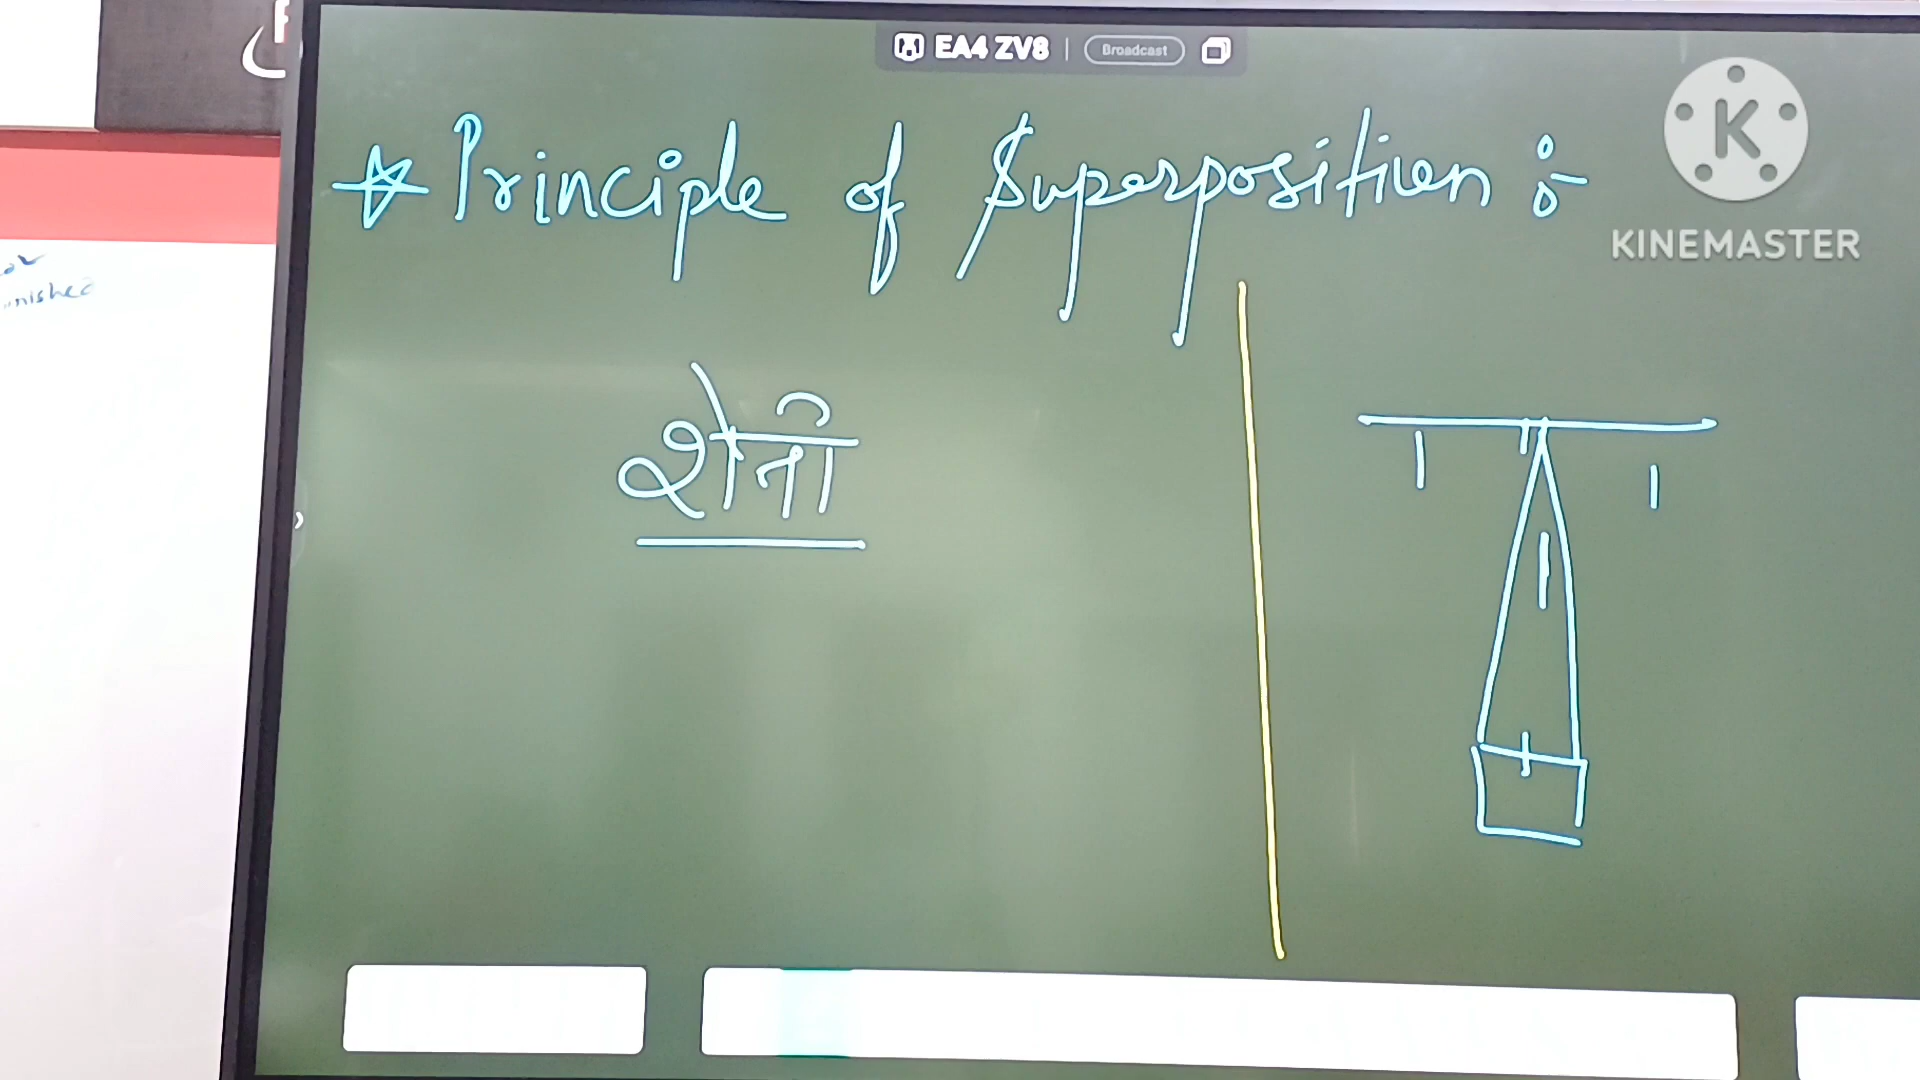 EA4 ZV8 | Broadcast
☆ Principle of Superposition :-
KINEMASTER